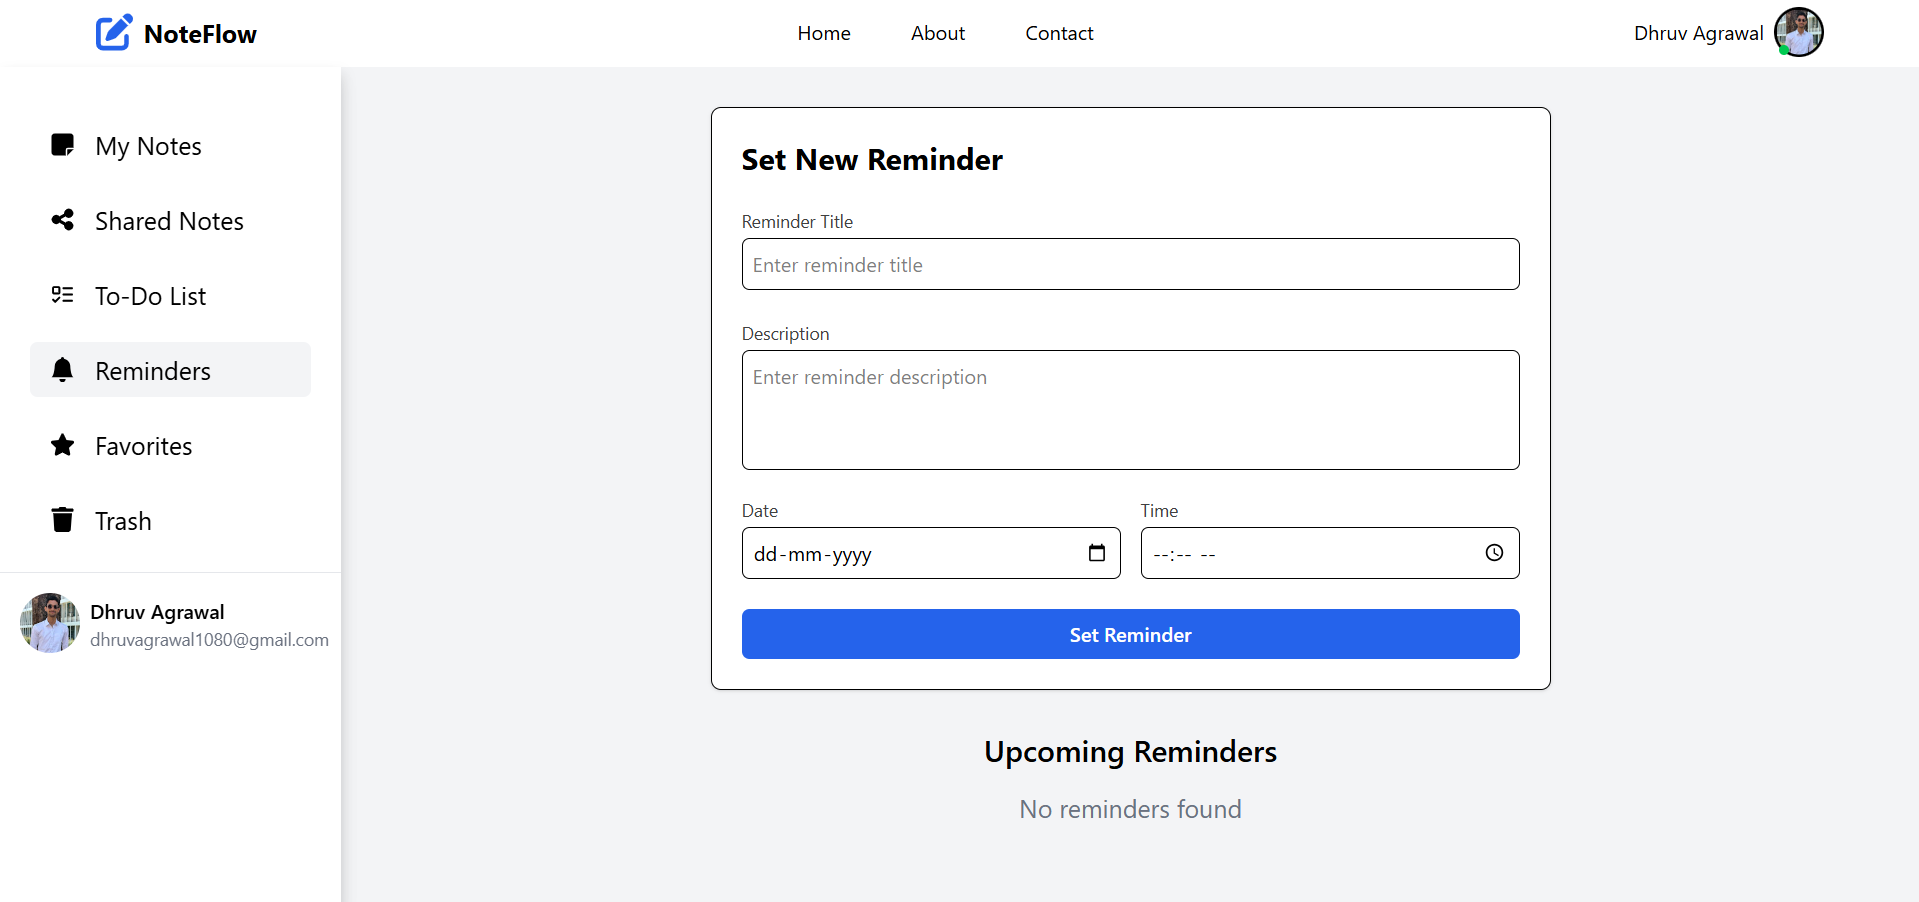 NoteFlow
Home
About
Contact
Dhruv Agrawal
My Notes
Shared Notes
To-Do List
Reminders
Favorites
Trash
Dhruv Agrawal
dhruvagrawal1080@gmail.com
Set New Reminder
Reminder Title
Enter reminder title
Description
Enter reminder description
Date
Time
dd-mm-yyyy
--:-- --
Set Reminder
Upcoming Reminders
No reminders found